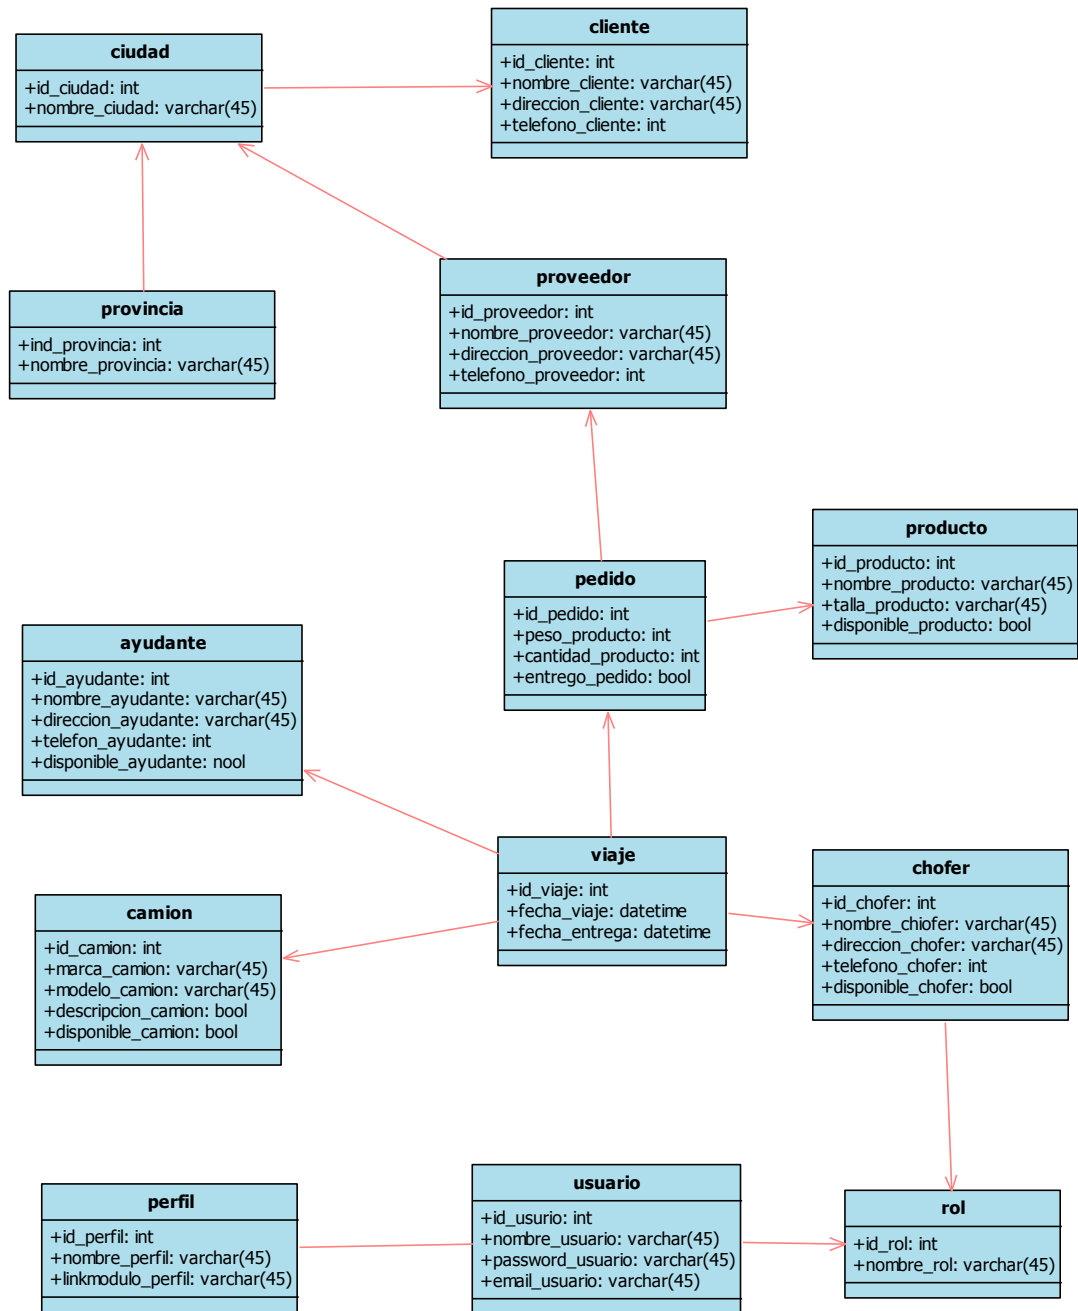 cliente
+id_cliente: int
+nombre_cliente: varchar(45)
+direccion_cliente: varchar(45)
+telefono_cliente: int
ciudad
+id_ciudad: int
+nombre_ciudad: varchar(45)
proveedor
+id_proveedor: int
+nombre_proveedor: varchar(45)
+direccion_proveedor: varchar(45)
+telefono_proveedor: int
provincia
+ind_provincia: int
+nombre_provincia: varchar(45)
producto
+id_producto: int
+nombre_producto: varchar(45)
+talla_producto: varchar(45)
+disponible_producto: bool
pedido
+id_pedido: int
+peso_producto: int
+cantidad_producto: int
+entrego_pedido: bool
ayudante
+id_ayudante: int
+nombre_ayudante: varchar(45)
+direccion_ayudante: varchar(45)
+telefon_ayudante: int
+disponible_ayudante: nool
viaje
+id_viaje: int
+fecha_viaje: datetime
+fecha_entrega: datetime
chofer
+id_chofer: int
+nombre_chiofer: varchar(45)
+direccion_chofer: varchar(45)
+telefono_chofer: int
+disponible_chofer: bool
camion
+id_camion: int
+marca_camion: varchar(45)
+modelo_camion: varchar(45)
+descripcion_camion: bool
+disponible_camion: bool
perfil
+id_perfil: int
+nombre_perfil: varchar(45)
+linkmodulo_perfil: varchar(45)
usuario
+id_usurio: int
+nombre_usuario: varchar(45)
+password_usuario: varchar(45)
+email_usuario: varchar(45)
rol
+id_rol: int
+nombre_rol: varchar(45)